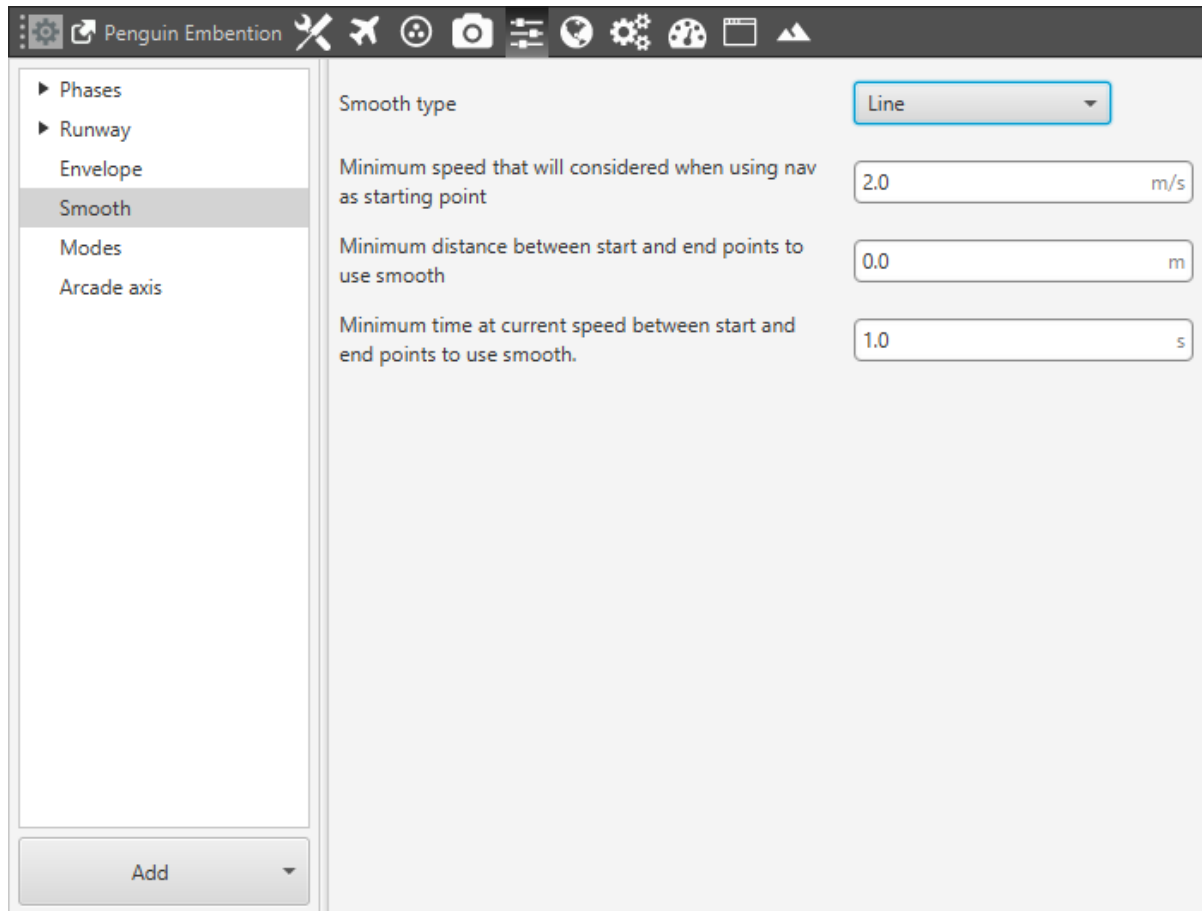 Penguin Embention
Phases
Runway
Envelope
Smooth
Modes
Arcade axis
Add
Smooth type
Line
Minimum speed that will considered when using nav
as starting point
2.0 m/s
Minimum distance between start and end points to
use smooth
0.0 m
Minimum time at current speed between start and
end points to use smooth.
1.0 s